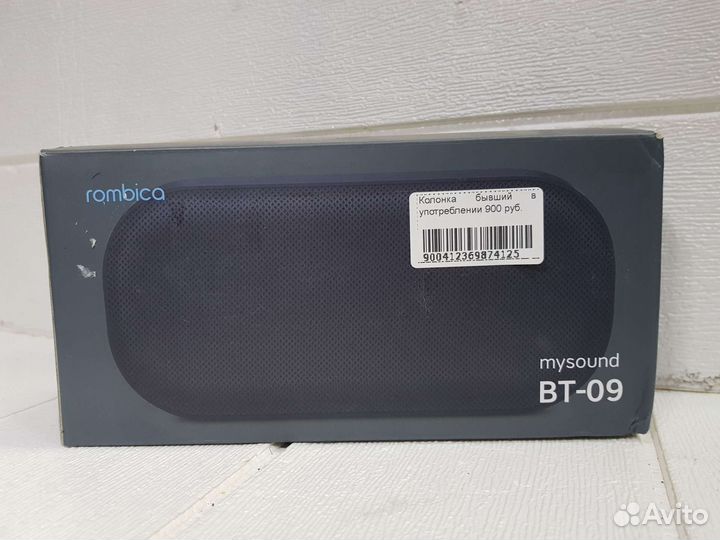 rombica
Колонка бывший в
употреблении 900 руб.
900412369874125
mysound
BT-09
Avito